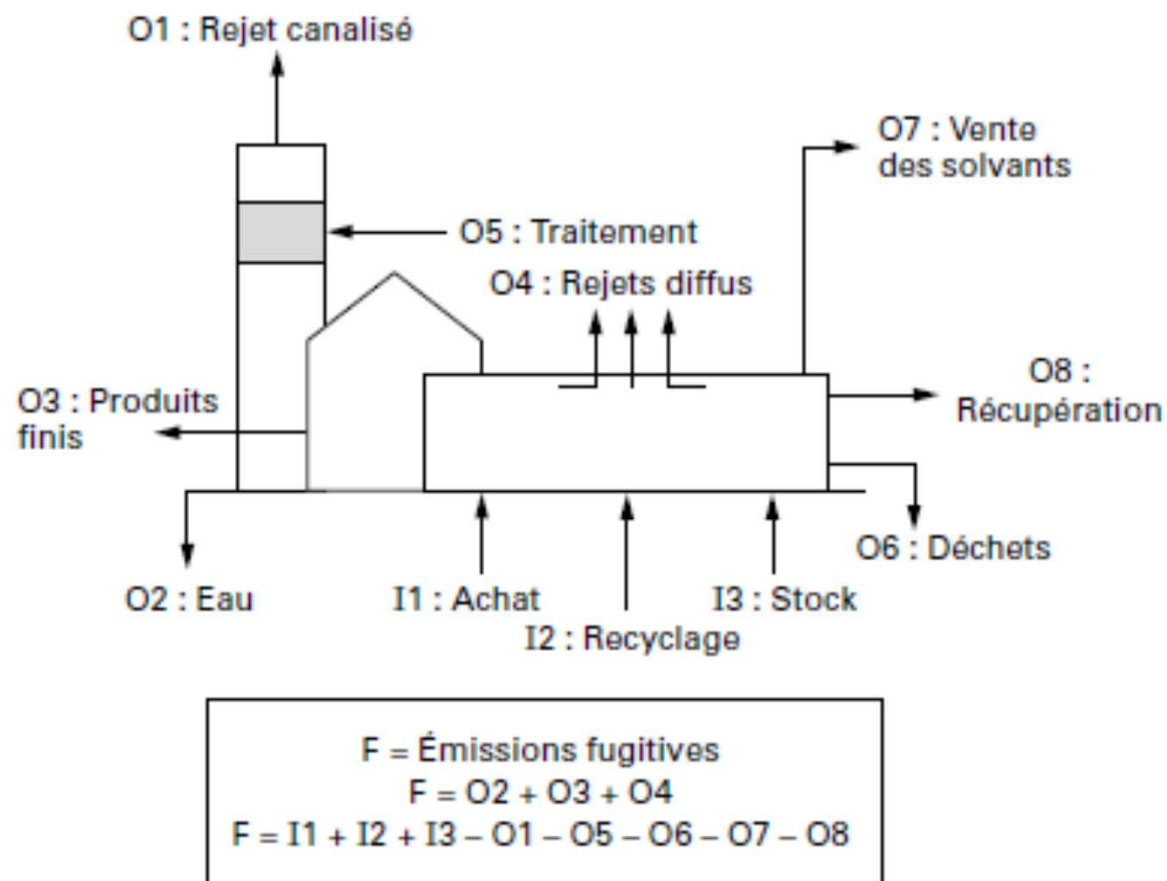 O1 : Rejet canalisé
O7 : Vente
des solvants
O5 : Traitement
O4 : Rejets diffus
O8 :
Récupération
O3 : Produits
finis
O6 : Déchets
O2 : Eau
I1 : Achat
I3 : Stock
I2 : Recyclage
F = Émissions fugitives
F = O2 + O3 + O4
F = I1 + I2 + I3 – O1 – O5 – O6 – O7 – O8